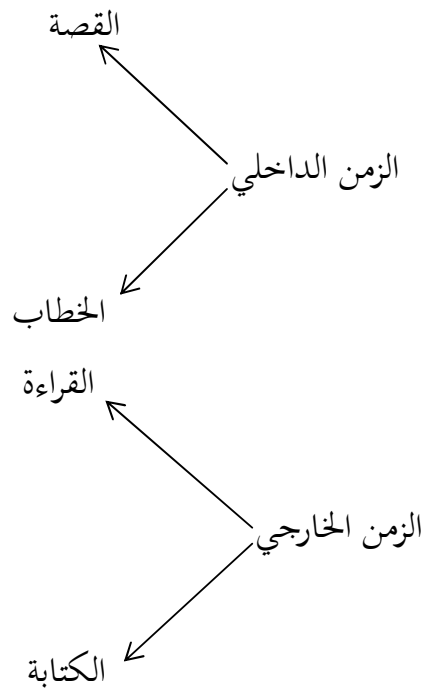 القصة
الزمن الداخلي
الخطاب
القراءة
الزمن الخارجي
الكتابة